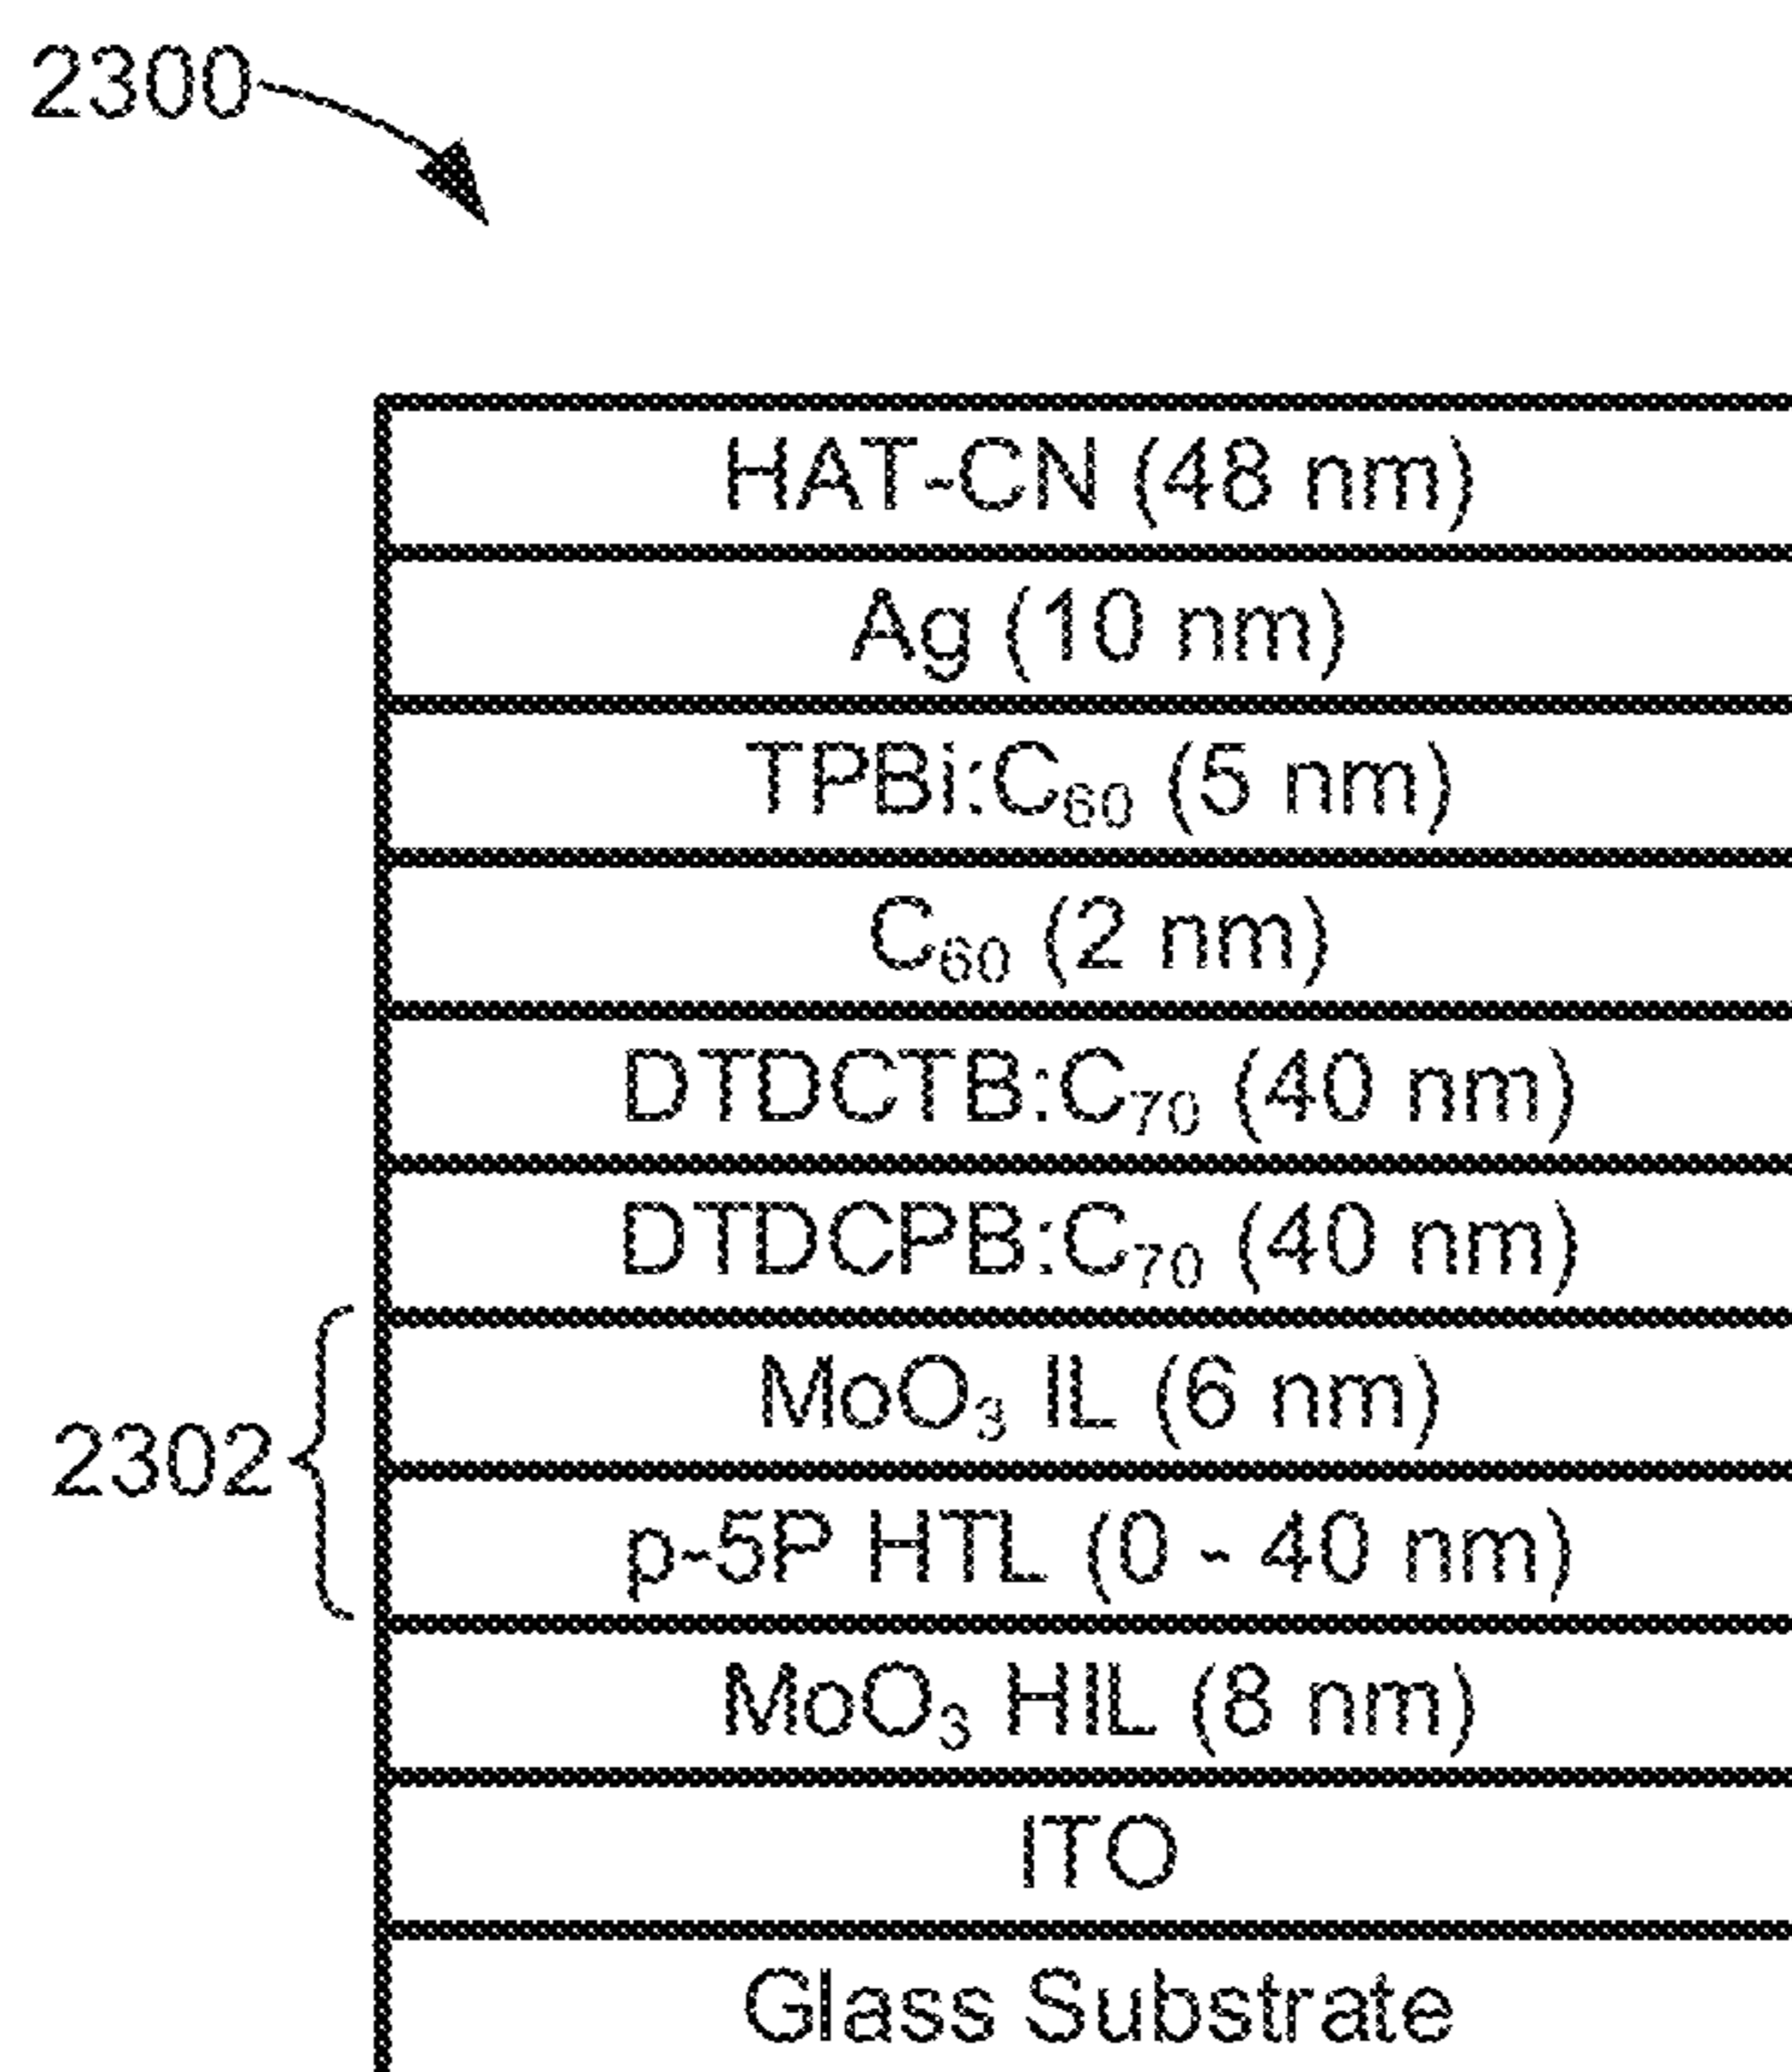 2300
HAT-CN (48 nm)
Ag (10 nm)
TPBi:C₆₀ (5 nm)
C₆₀ (2 nm)
DTDCTB:C₇₀ (40 nm)
DTDCPB:C₇₀ (40 nm)
MoO₃ IL (6 nm)
2302
p-5P HTL (0 - 40 nm)
MoO₃ HIL (8 nm)
ITO
Glass Substrate